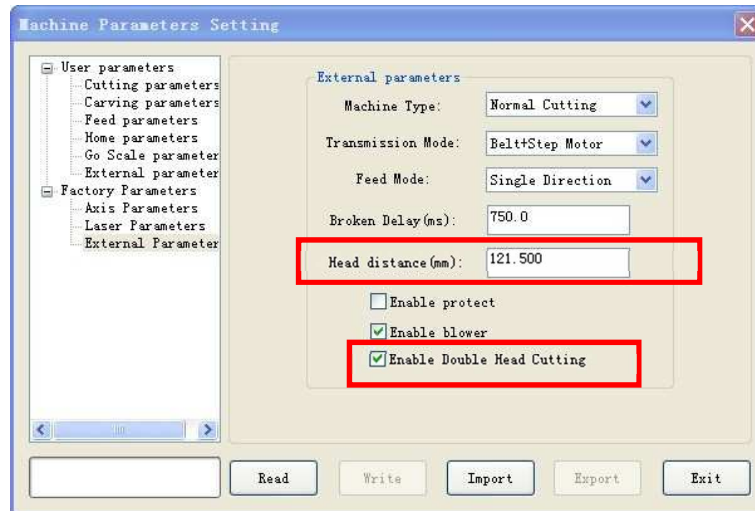 Machine Parameters Setting
User parameters
Cutting parameters
Carving parameters
Feed parameters
Home parameters
Go Scale parameter
External parameter
Factory Parameters
Axis Parameters
Laser Parameters
External Parameter
External parameters
Machine Type: Normal Cutting
Transmission Mode: Belt+Step Motor
Feed Mode: Single Direction
Broken Delay(ms): 750.0
Head distance(mm): 121.500
Enable protect
Enable blower
Enable Double Head Cutting
Read Write Import Export Exit